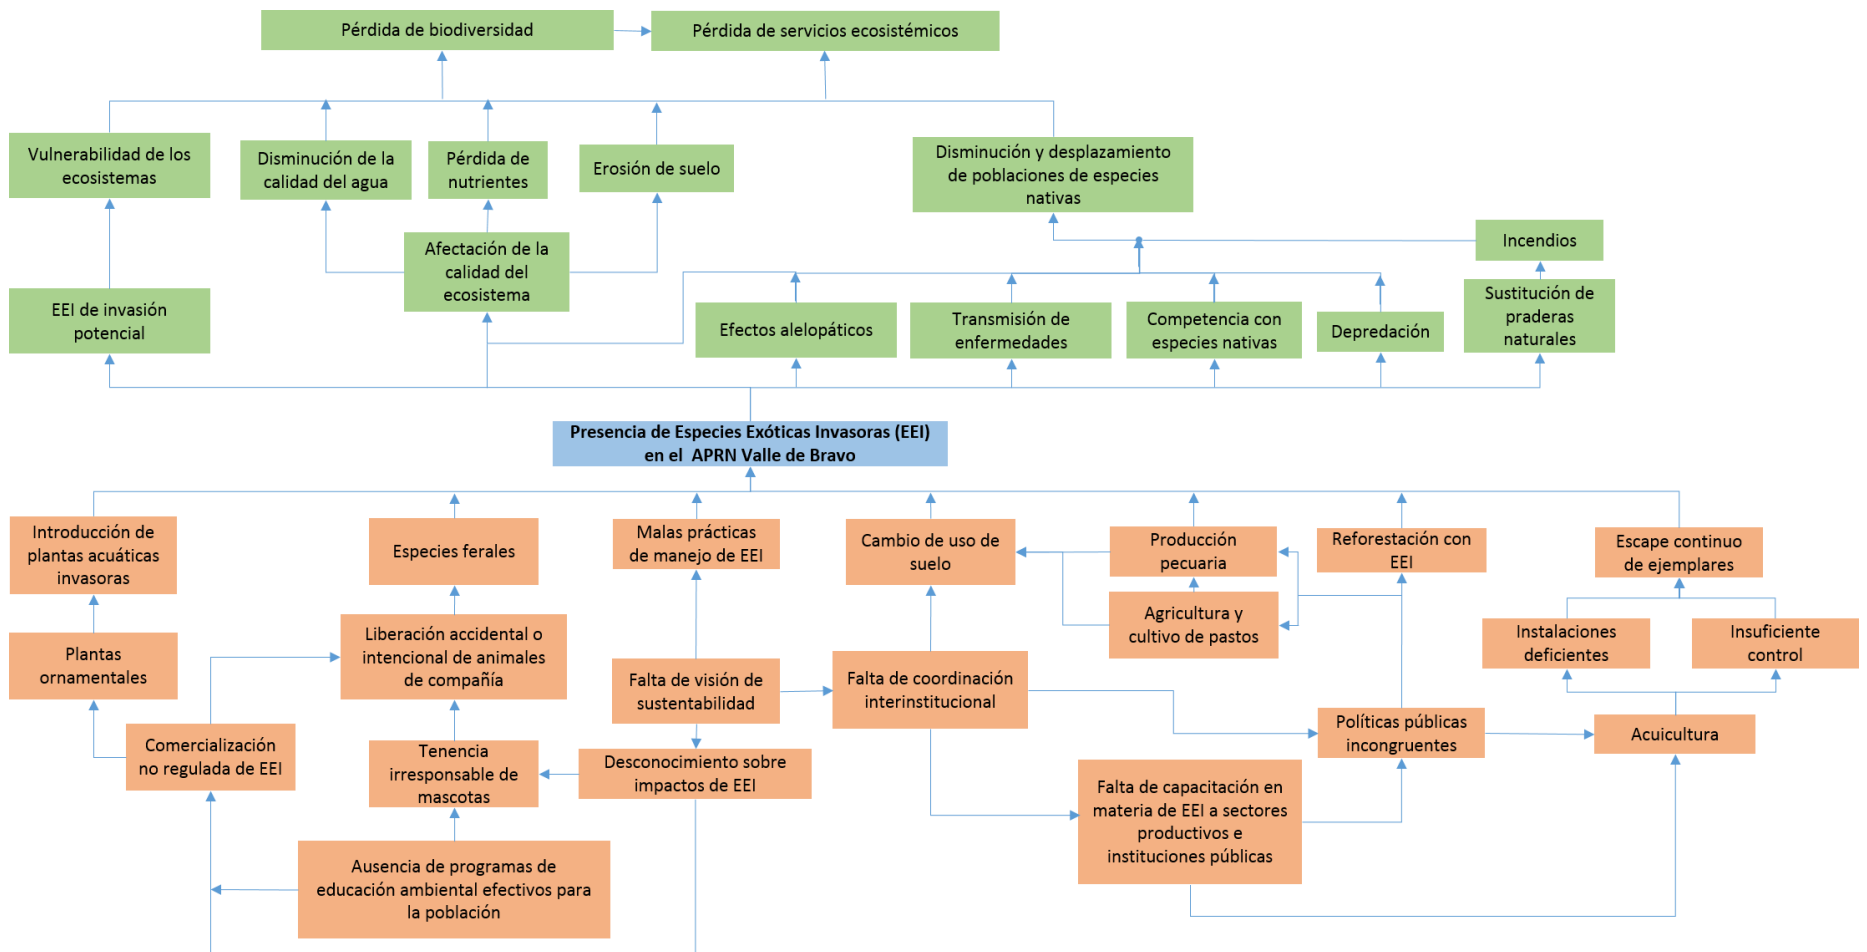 Pérdida de biodiversidad
Pérdida de servicios ecosistémicos
Vulnerabilidad de los
ecosistemas
Disminución de la
calidad del agua
Pérdida de
nutrientes
Erosión de suelo
Disminución y desplazamiento
de poblaciones de especies
nativas
Afectación de la
calidad del
ecosistema
Incendios
EEI de invasión
potencial
Efectos alelopáticos
Transmisión de
enfermedades
Competencia con
especies nativas
Depredación
Sustitución de
praderas
naturales
Presencia de Especies Exóticas Invasoras (EEI)
en el APRN Valle de Bravo
Introducción de
plantas acuáticas
invasoras
Especies ferales
Malas prácticas
de manejo de EEI
Cambio de uso de
suelo
Producción
pecuaria
Reforestación con
EEI
Escape continuo
de ejemplares
Agricultura y
cultivo de pastos
Plantas
ornamentales
Liberación accidental o
intencional de animales
de compañía
Falta de visión de
sustentabilidad
Falta de coordinación
interinstitucional
Instalaciones
deficientes
Insuficiente
control
Comercialización
no regulada de EEI
Tenencia
irresponsable de
mascotas
Desconocimiento sobre
impactos de EEI
Políticas públicas
incongruentes
Acuicultura
Falta de capacitación en
materia de EEI a sectores
productivos e
instituciones públicas
Ausencia de programas de
educación ambiental efectivos para
la población